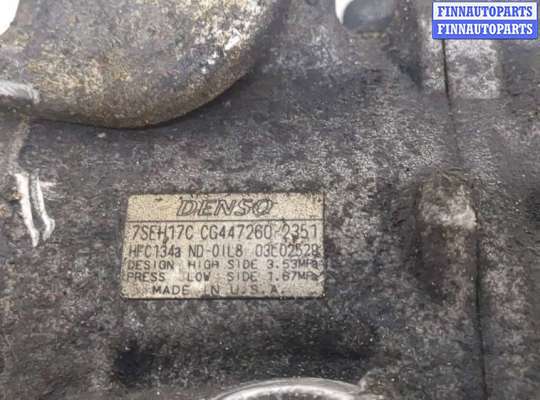 FINNAUTOPARTS
FINNAUTOPARTS
DENSO
7SEH17C CG447260-2351
HFC134a ND-OIL8 03E02529
DESIGN HIGH SIDE 3.53MPa
PRESS LOW SIDE 1.67MPa
MADE IN U.S.A.